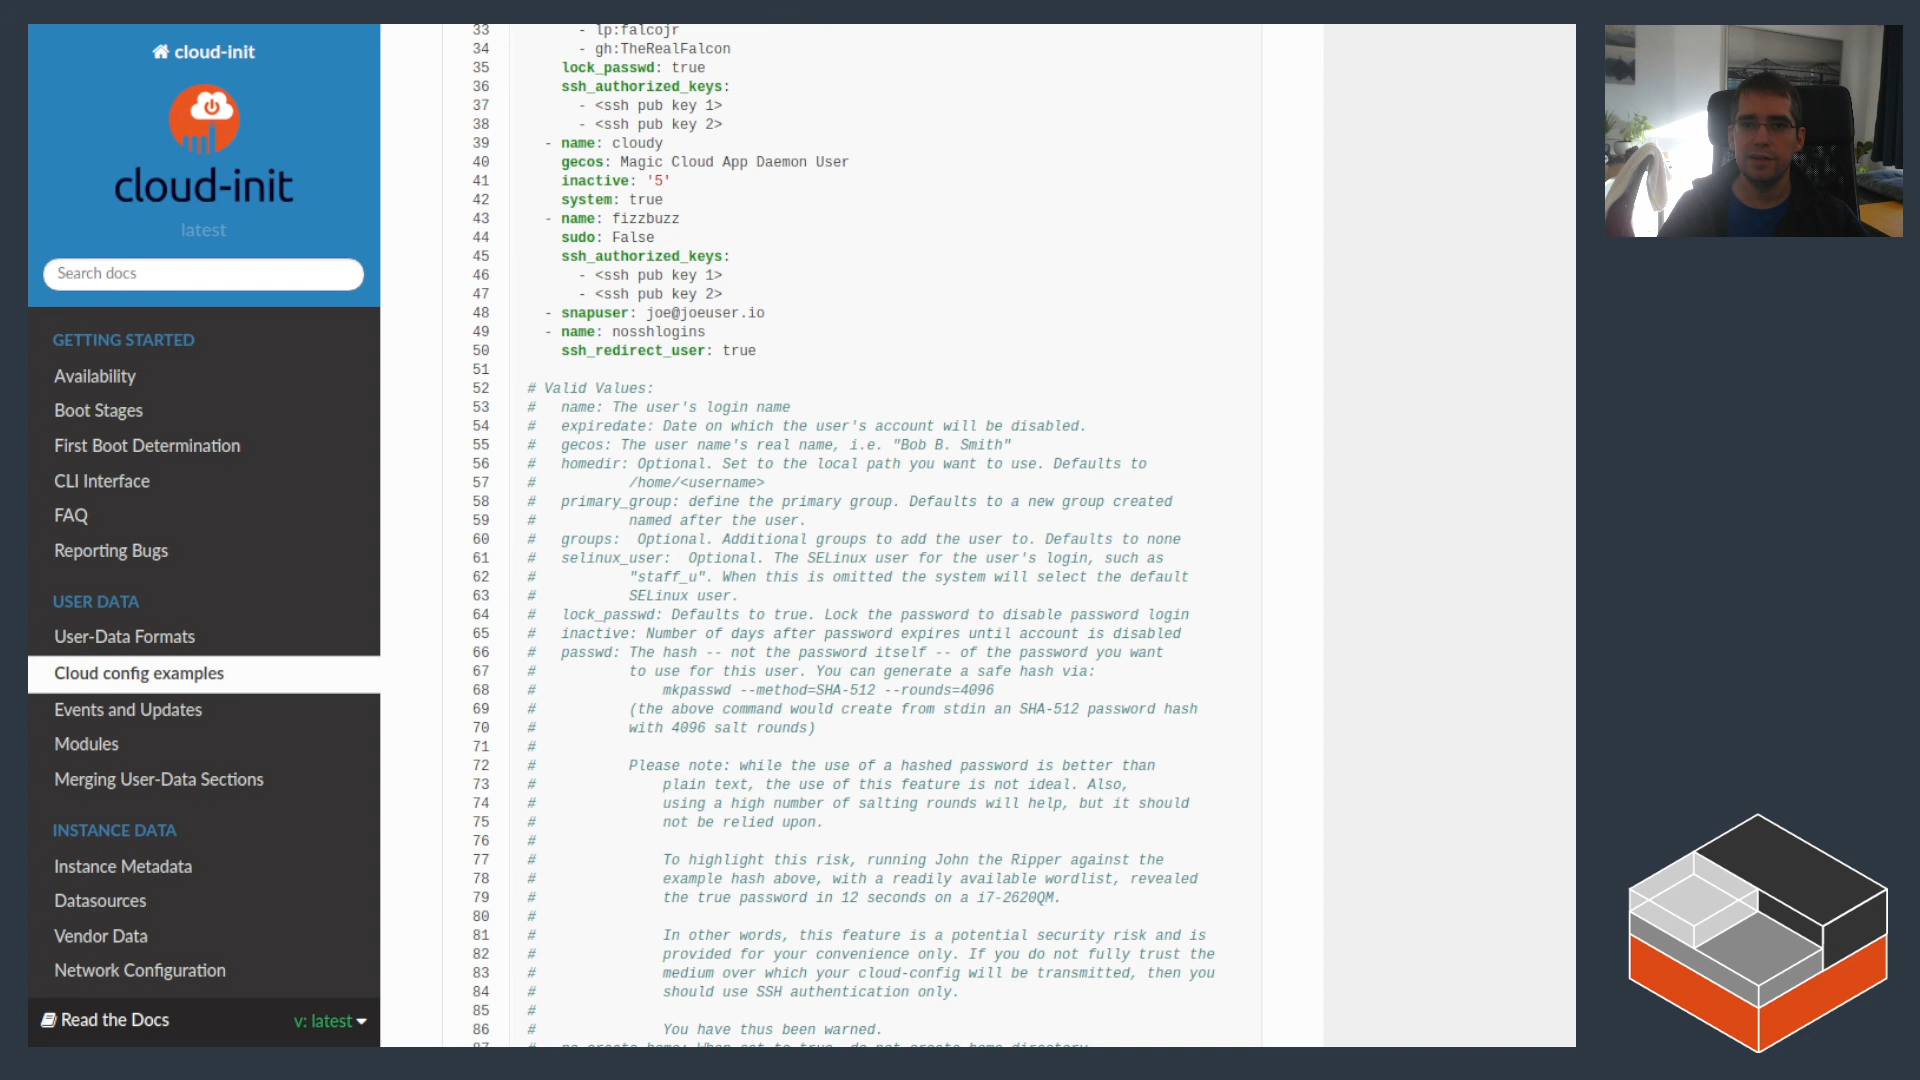 cloud-init
cloud-init
latest
Search docs
GETTING STARTED
Availability
Boot Stages
First Boot Determination
CLI Interface
FAQ
Reporting Bugs
USER DATA
User-Data Formats
Cloud config examples
Events and Updates
Modules
Merging User-Data Sections
INSTANCE DATA
Instance Metadata
Datasources
Vendor Data
Network Configuration
Read the Docs v: latest
33 - lp:falcojr
34 - gh:TheRealFalcon
35 lock_passwd: true
36 ssh_authorized_keys:
37 - <ssh pub key 1>
38 - <ssh pub key 2>
39 - name: cloudy
40 gecos: Magic Cloud App Daemon User
41 inactive: '5'
42 system: true
43 - name: fizzbuzz
44 sudo: False
45 ssh_authorized_keys:
46 - <ssh pub key 1>
47 - <ssh pub key 2>
48 - snapuser: joe@joeuser.io
49 - name: nosshlogins
50 ssh_redirect_user: true
51
52 # Valid Values:
53 # name: The user's login name
54 # expiredate: Date on which the user's account will be disabled.
55 # gecos: The user name's real name, i.e. "Bob B. Smith"
56 # homedir: Optional. Set to the local path you want to use. Defaults to
57 # /home/<username>
58 # primary_group: define the primary group. Defaults to a new group created
59 # named after the user.
60 # groups: Optional. Additional groups to add the user to. Defaults to none
61 # selinux_user: Optional. The SELinux user for the user's login, such as
62 # "staff_u". When this is omitted the system will select the default
63 # SELinux user.
64 # lock_passwd: Defaults to true. Lock the password to disable password login
65 # inactive: Number of days after password expires until account is disabled
66 # passwd: The hash -- not the password itself -- of the password you want
67 # to use for this user. You can generate a safe hash via:
68 # mkpasswd --method=SHA-512 --rounds=4096
69 # (the above command would create from stdin an SHA-512 password hash
70 # with 4096 salt rounds)
71 #
72 # Please note: while the use of a hashed password is better than
73 # plain text, the use of this feature is not ideal. Also,
74 # using a high number of salting rounds will help, but it should
75 # not be relied upon.
76 #
77 # To highlight this risk, running John the Ripper against the
78 # example hash above, with a readily available wordlist, revealed
79 # the true password in 12 seconds on a i7-2620QM.
80 #
81 # In other words, this feature is a potential security risk and is
82 # provided for your convenience only. If you do not fully trust the
83 # medium over which your cloud-config will be transmitted, then you
84 # should use SSH authentication only.
85 #
86 # You have thus been warned.
87 # no_create_home: When set to true, do not create home directory.